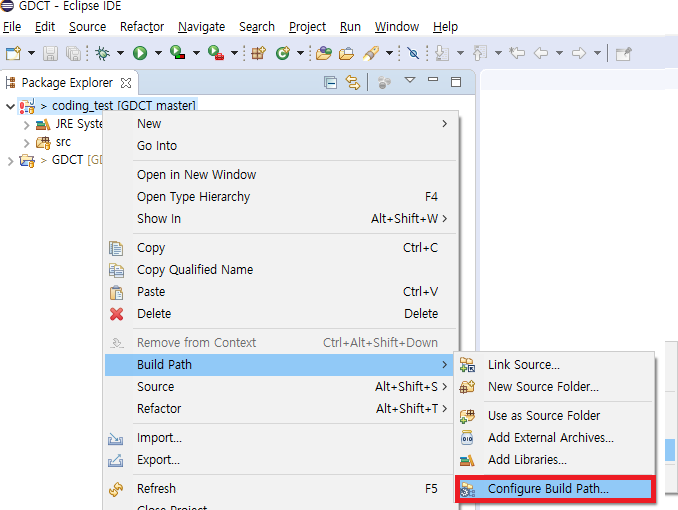 GDCT - Eclipse IDE
File Edit Source Refactor Navigate Search Project Run Window Help
Package Explorer
> coding_test [GDCT master]
JRE Syste
src
> GDCT [GD
New
Go Into
Open in New Window
Open Type Hierarchy F4
Show In Alt+Shift+W >
Copy Ctrl+C
Copy Qualified Name
Paste Ctrl+V
Delete Delete
Remove from Context Ctrl+Alt+Shift+Down
Build Path
Source Alt+Shift+S >
Refactor Alt+Shift+T >
Import...
Export...
Refresh F5
Close Project
Link Source...
New Source Folder...
Use as Source Folder
Add External Archives...
Add Libraries...
Configure Build Path...